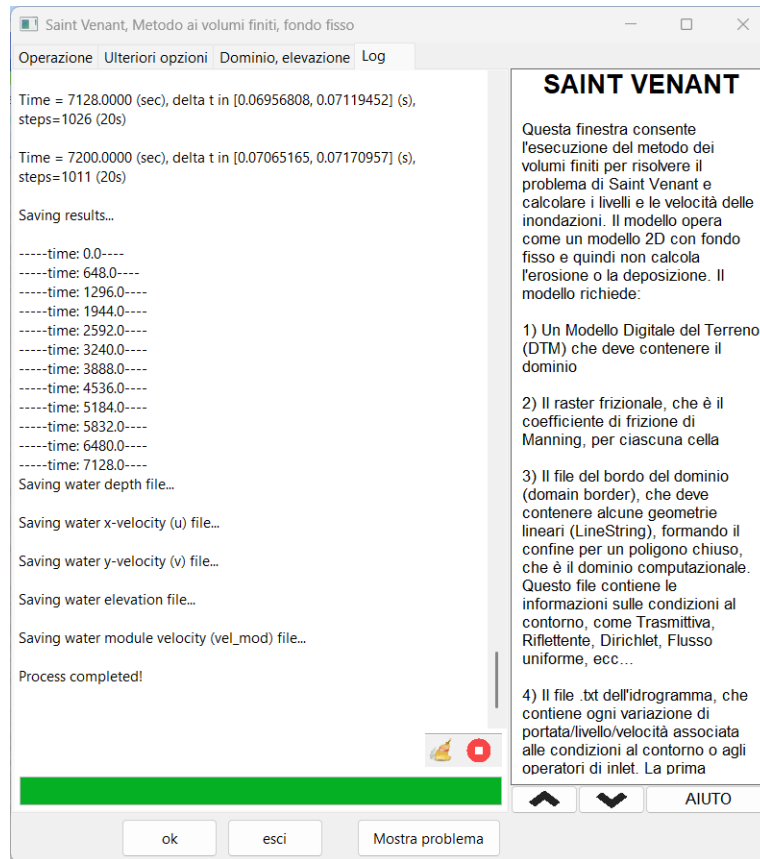 Saint Venant, Metodo ai volumi finiti, fondo fisso
Operazione Ulteriori opzioni Dominio, elevazione Log
Time = 7128.0000 (sec), delta t in [0.06956808, 0.07119452] (s),
steps=1026 (20s)
Time = 7200.0000 (sec), delta t in [0.07065165, 0.07170957] (s),
steps=1011 (20s)
Saving results...
-----time: 0.0----
-----time: 648.0----
-----time: 1296.0----
-----time: 1944.0----
-----time: 2592.0----
-----time: 3240.0----
-----time: 3888.0----
-----time: 4536.0----
-----time: 5184.0----
-----time: 5832.0----
-----time: 6480.0----
-----time: 7128.0----
Saving water depth file...
Saving water x-velocity (u) file...
Saving water y-velocity (v) file...
Saving water elevation file...
Saving water module velocity (vel_mod) file...
Process completed!
SAINT VENANT
Questa finestra consente
l'esecuzione del metodo dei
volumi finiti per risolvere il
problema di Saint Venant e
calcolare i livelli e le velocità delle
inondazioni. Il modello opera
come un modello 2D con fondo
fisso e quindi non calcola
l'erosione o la deposizione. Il
modello richiede:
1) Un Modello Digitale del Terreno
(DTM) che deve contenere il
dominio
2) Il raster frizionale, che è il
coefficiente di frizione di
Manning, per ciascuna cella
3) Il file del bordo del dominio
(domain border), che deve
contenere alcune geometrie
lineari (LineString), formando il
confine per un poligono chiuso,
che è il dominio computazionale.
Questo file contiene le
informazioni sulle condizioni al
contorno, come Trasmittiva,
Riflettente, Dirichlet, Flusso
uniforme, ecc...
4) Il file .txt dell'idrogramma, che
contiene ogni variazione di
portata/livello/velocità associata
alle condizioni al contorno o agli
operatori di inlet. La prima
AIUTO
ok esci Mostra problema